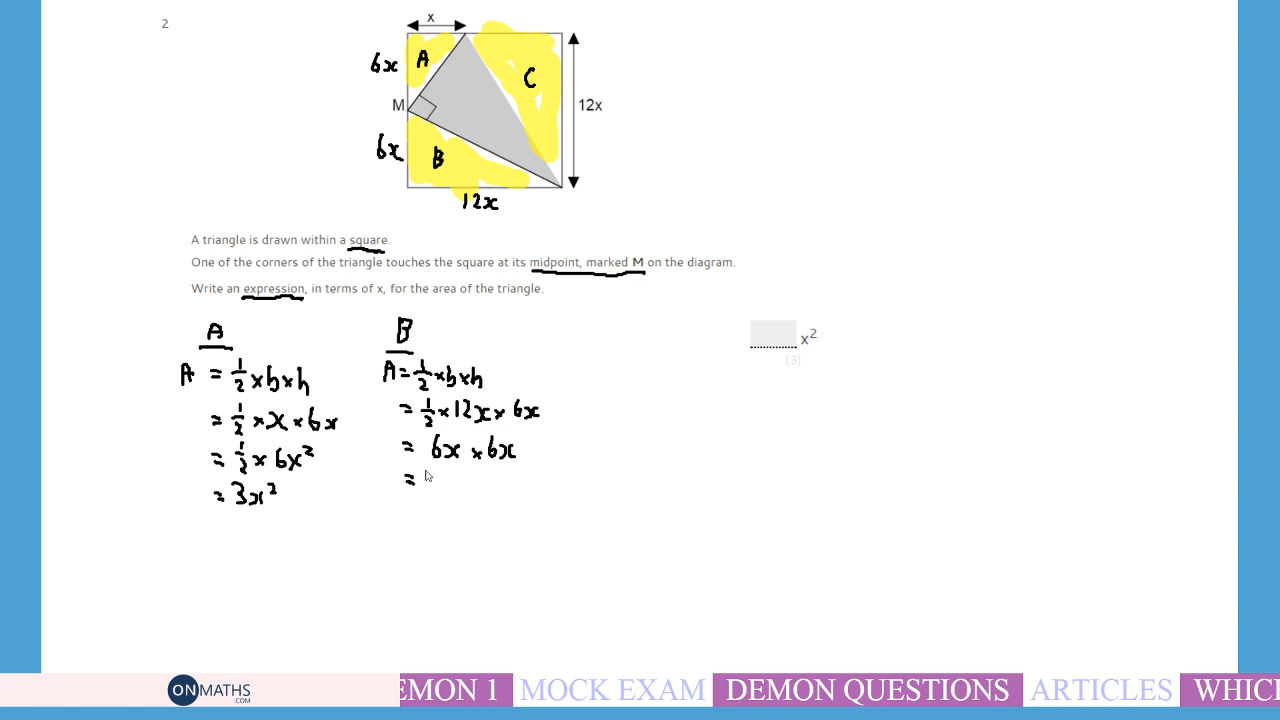 2
x
6x
A
C
M
12x
6x
B
12x
A triangle is drawn within a square.
One of the corners of the triangle touches the square at its midpoint, marked M on the diagram.
Write an expression, in terms of x, for the area of the triangle.
x²
(3)
A
A = 1/2 × b × h
= 1/2 × x × 6x
= 1/2 × 6x²
= 3x²
B
A = 1/2 × b × h
= 1/2 × 12x × 6x
= 6x × 6x
=
ONMATHS
.COM
EMON 1 MOCK EXAM DEMON QUESTIONS ARTICLES WHICH